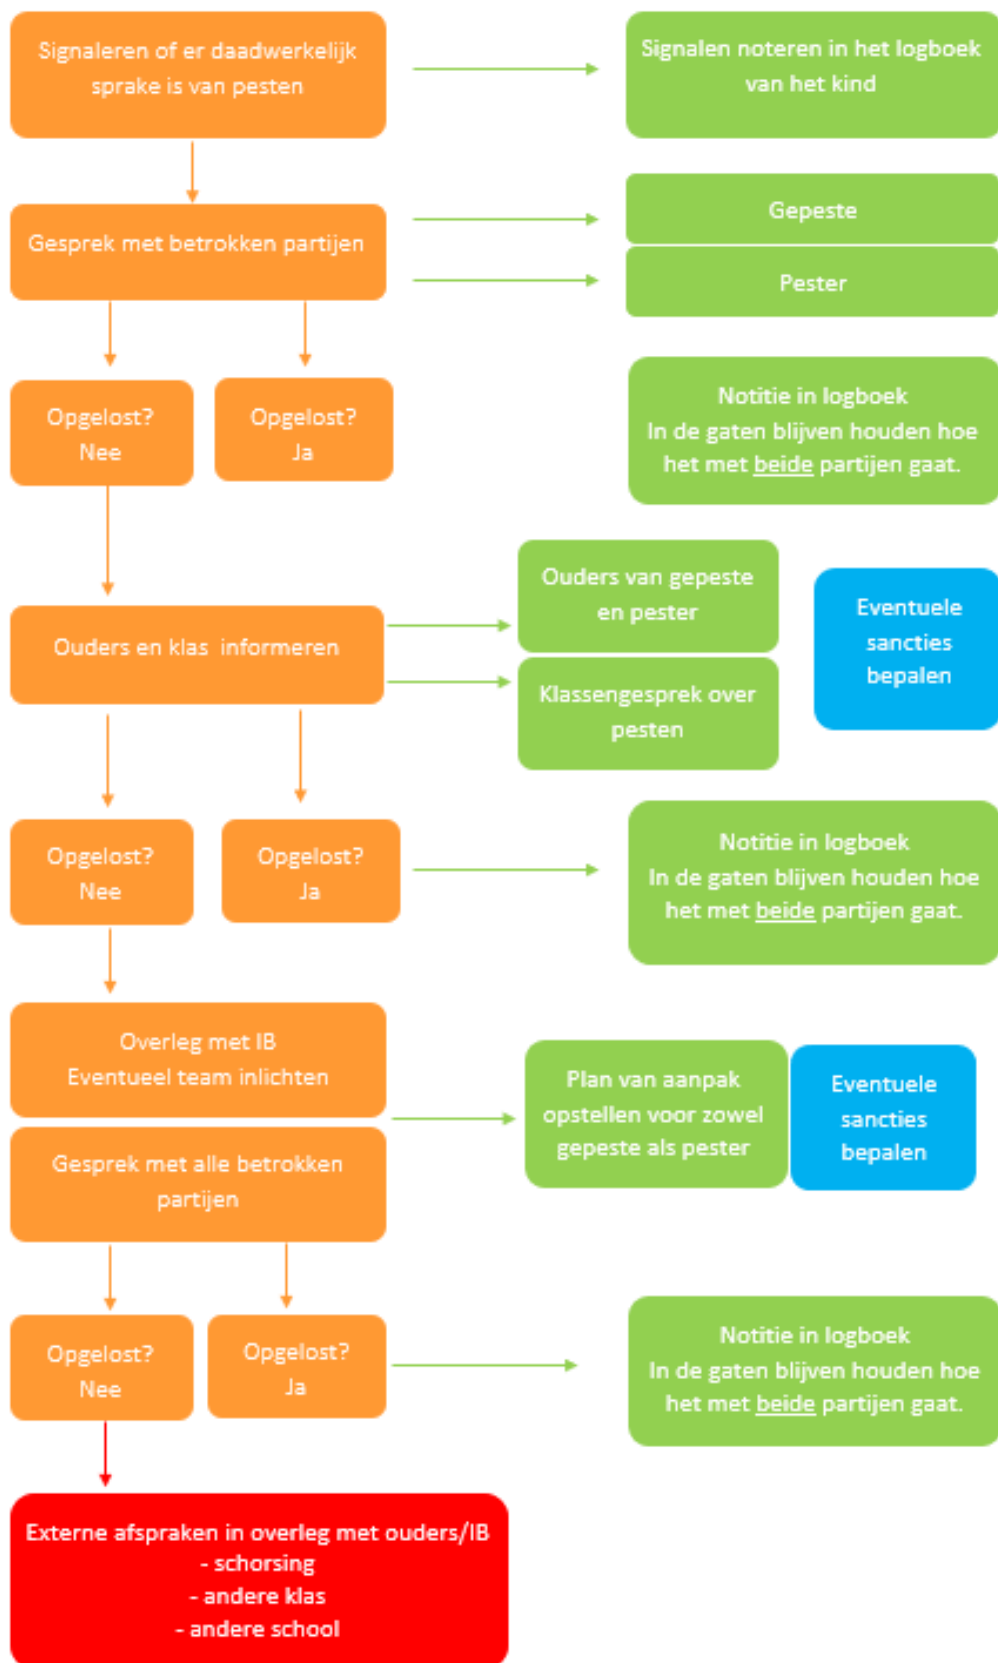 Signaleren of er daadwerkelijk
sprake is van pesten
Signalen noteren in het logboek
van het kind
Gesprek met betrokken partijen
Gepeste
Pester
Opgelost?
Nee
Opgelost?
Ja
Notitie in logboek
In de gaten blijven houden hoe
het met beide partijen gaat.
Ouders en klas informeren
Ouders van gepeste
en pester
Klassengesprek over
pesten
Eventuele
sancties
bepalen
Opgelost?
Nee
Opgelost?
Ja
Notitie in logboek
In de gaten blijven houden hoe
het met beide partijen gaat.
Overleg met IB
Eventueel team inlichten
Gesprek met alle betrokken
partijen
Plan van aanpak
opstellen voor zowel
gepeste als pester
Eventuele
sancties
bepalen
Opgelost?
Nee
Opgelost?
Ja
Notitie in logboek
In de gaten blijven houden hoe
het met beide partijen gaat.
Externe afspraken in overleg met ouders/IB
- schorsing
- andere klas
- andere school